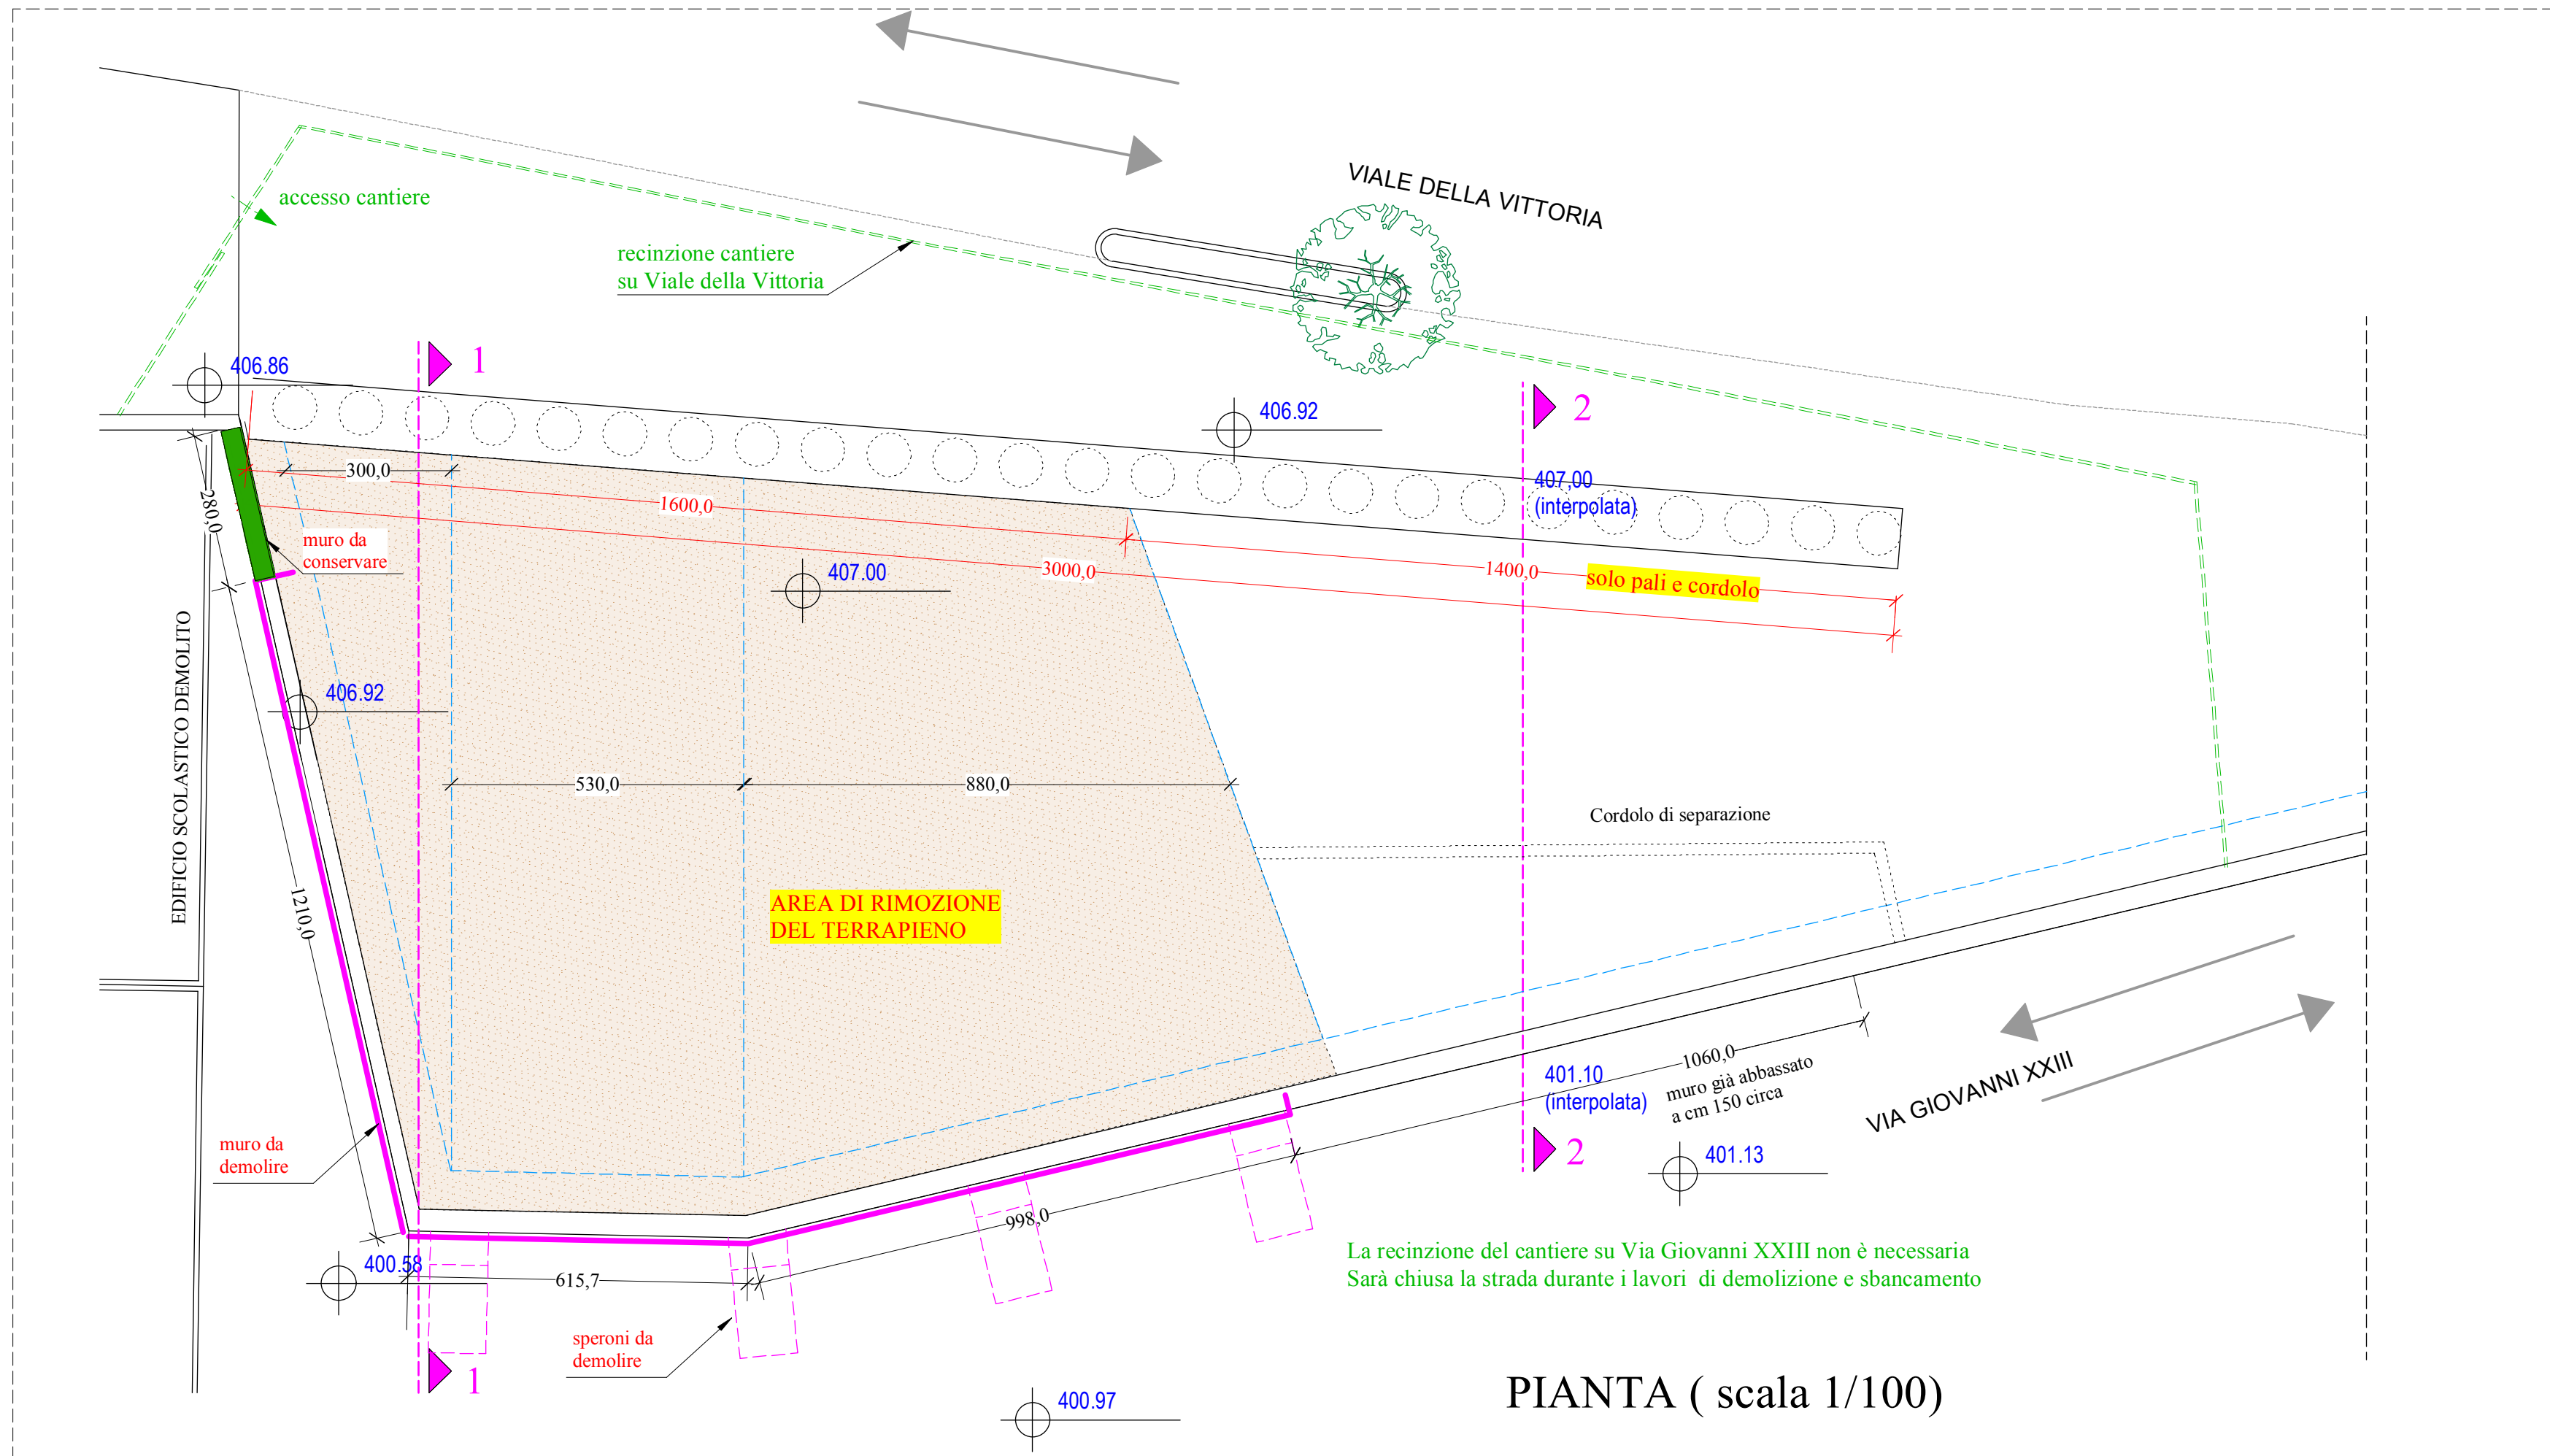 VIALE DELLA VITTORIA
accesso cantiere
recinzione cantiere
su Viale della Vittoria
1
406.86
2
406.92
300,0
407,00
(interpolata)
280,0
1600,0
muro da
conservare
407.00
3000,0
1400,0
solo pali e cordolo
406.92
EDIFICIO SCOLASTICO DEMOLITO
530,0
880,0
Cordolo di separazione
1210,0
AREA DI RIMOZIONE
DEL TERRAPIENO
1060,0
muro già abbassato
a cm 150 circa
401.10
(interpolata)
VIA GIOVANNI XXIII
muro da
demolire
2
401.13
998,0
400.58
615,7
La recinzione del cantiere su Via Giovanni XXIII non è necessaria
Sarà chiusa la strada durante i lavori di demolizione e sbancamento
speroni da
demolire
1
400.97
PIANTA ( scala 1/100)